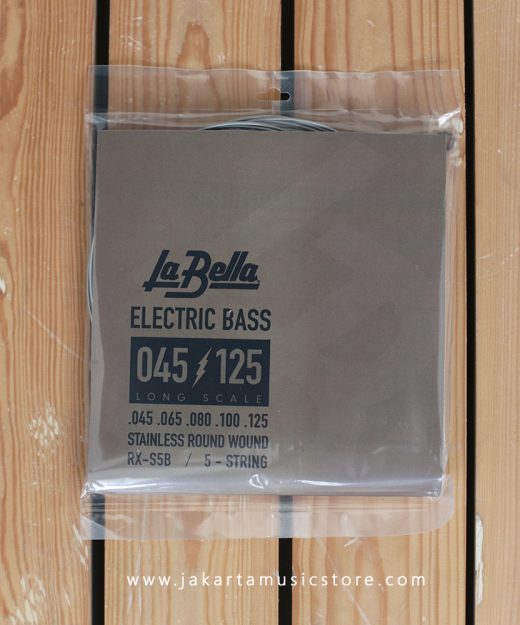 La Bella
ELECTRIC BASS
045 125
LONG SCALE
.045 .065 .080 .100 .125
STAINLESS ROUND WOUND
RX-S5B / 5 - STRING
www.jakartamusicstore.com